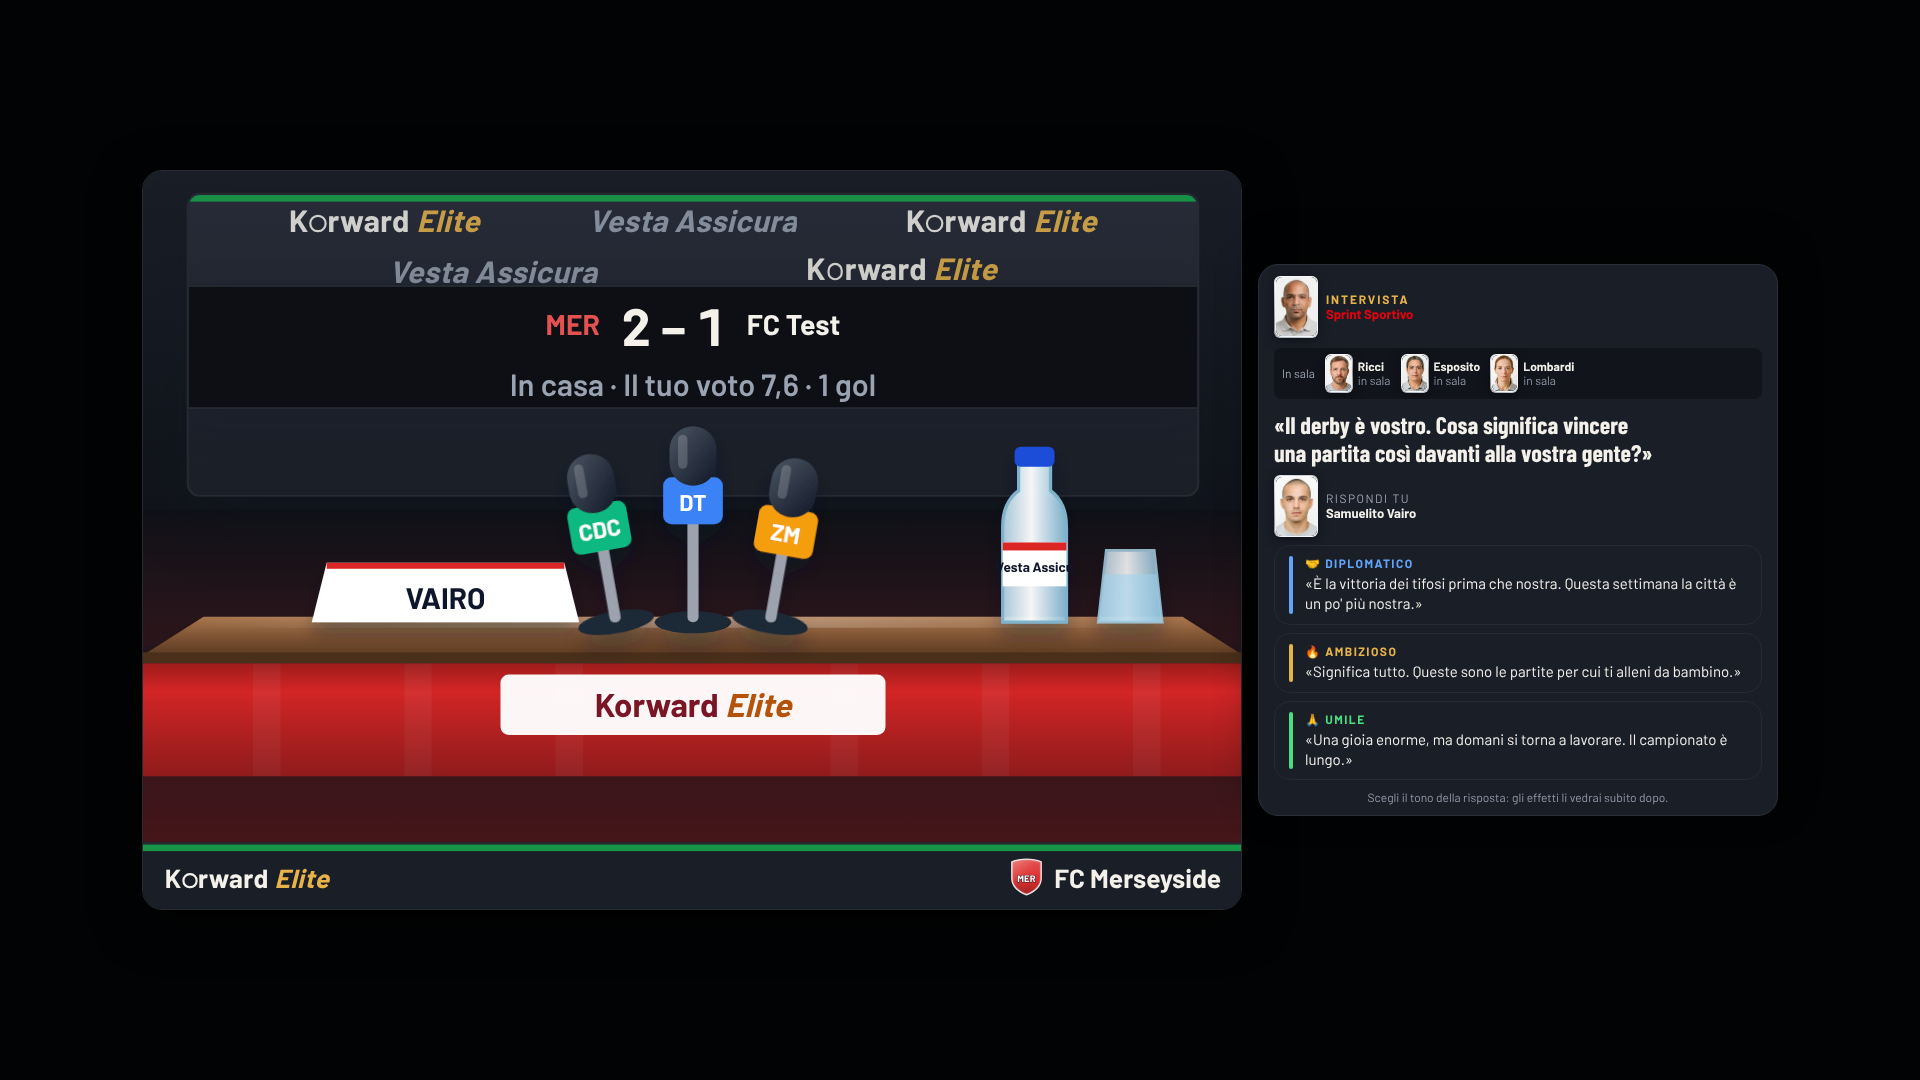 Korward Elite
Vesta Assicura
Korward Elite
Vesta Assicura
Korward Elite
MER 2 – 1 FC Test
In casa · Il tuo voto 7,6 · 1 gol
CDC
DT
ZM
VAIRO
Vesta Assicu
Korward Elite
Korward Elite
MER
FC Merseyside
INTERVISTA
Sprint Sportivo
In sala
Ricci
in sala
Esposito
in sala
Lombardi
in sala
«Il derby è vostro. Cosa significa vincere
una partita così davanti alla vostra gente?»
RISPONDI TU
Samuelito Vairo
DIPLOMATICO
«È la vittoria dei tifosi prima che nostra. Questa settimana la città è
un po' più nostra.»
AMBIZIOSO
«Significa tutto. Queste sono le partite per cui ti alleni da bambino.»
UMILE
«Una gioia enorme, ma domani si torna a lavorare. Il campionato è
lungo.»
Scegli il tono della risposta: gli effetti li vedrai subito dopo.